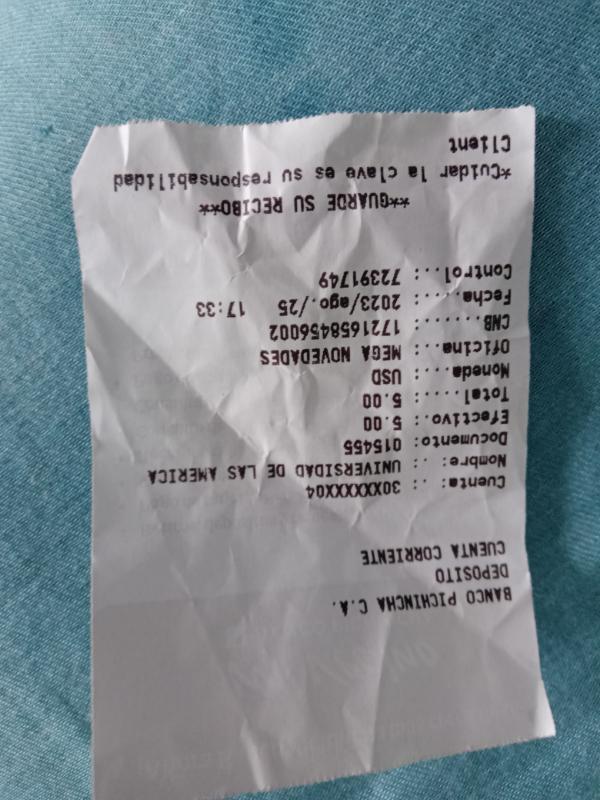 BANCO PICHINCHA C.A.
DEPOSITO
CUENTA CORRIENTE
Cuenta: .: 30XXXXXX04
Nombre: .: UNIVERSIDAD DE LAS AMERICA
Documento: 015455
Efectivo.: 5.00
Total....: 5.00
Moneda...: USD
Oficina..: MEGA NOVEDADES
CNB......: 1721658456002
Fecha....: 2023/ago./25 17:33
Control..: 72391749
**GUARDE SU RECIBO**
*Cuidar la clave es su responsabilidad
Client